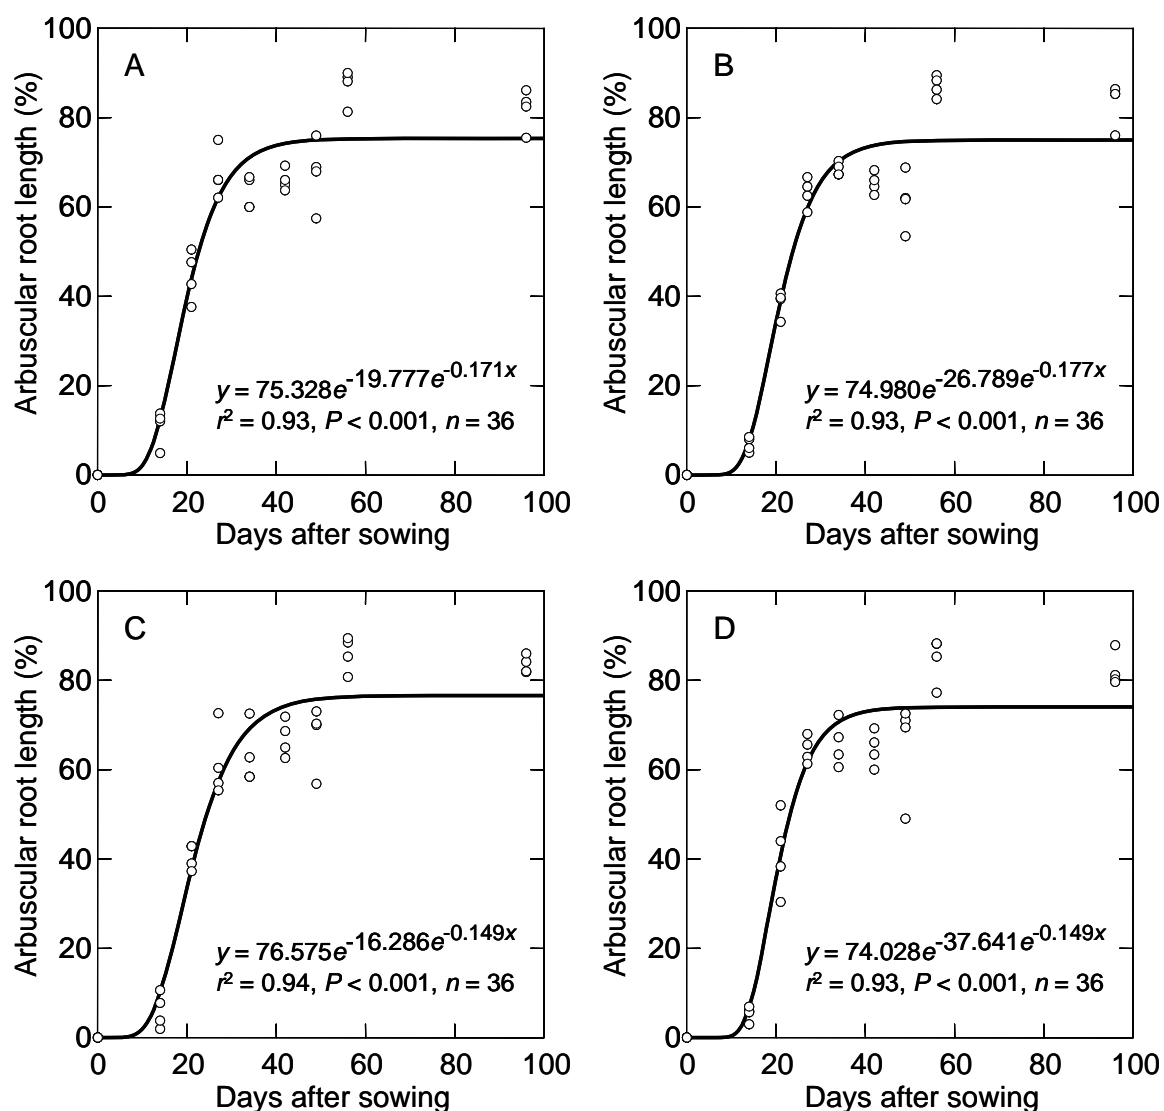 A
100
80
60
40
20
0
Arbuscular root length (%)
y = 75.328e^-19.777e^-0.171x
r² = 0.93, P < 0.001, n = 36
0 20 40 60 80 100
Days after sowing
B
100
80
60
40
20
0
Arbuscular root length (%)
y = 74.980e^-26.789e^-0.177x
r² = 0.93, P < 0.001, n = 36
0 20 40 60 80 100
Days after sowing
C
100
80
60
40
20
0
Arbuscular root length (%)
y = 76.575e^-16.286e^-0.149x
r² = 0.94, P < 0.001, n = 36
0 20 40 60 80 100
Days after sowing
D
100
80
60
40
20
0
Arbuscular root length (%)
y = 74.028e^-37.641e^-0.149x
r² = 0.93, P < 0.001, n = 36
0 20 40 60 80 100
Days after sowing